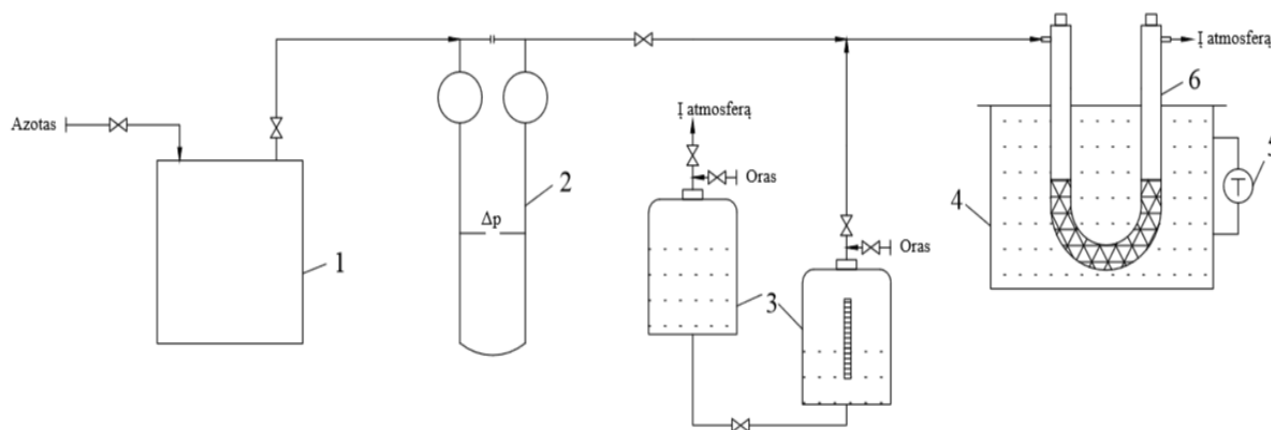 Azotas
1
Δp
2
Į atmosferą
Oras
3
Oras
4
5
T
6
Į atmosferą